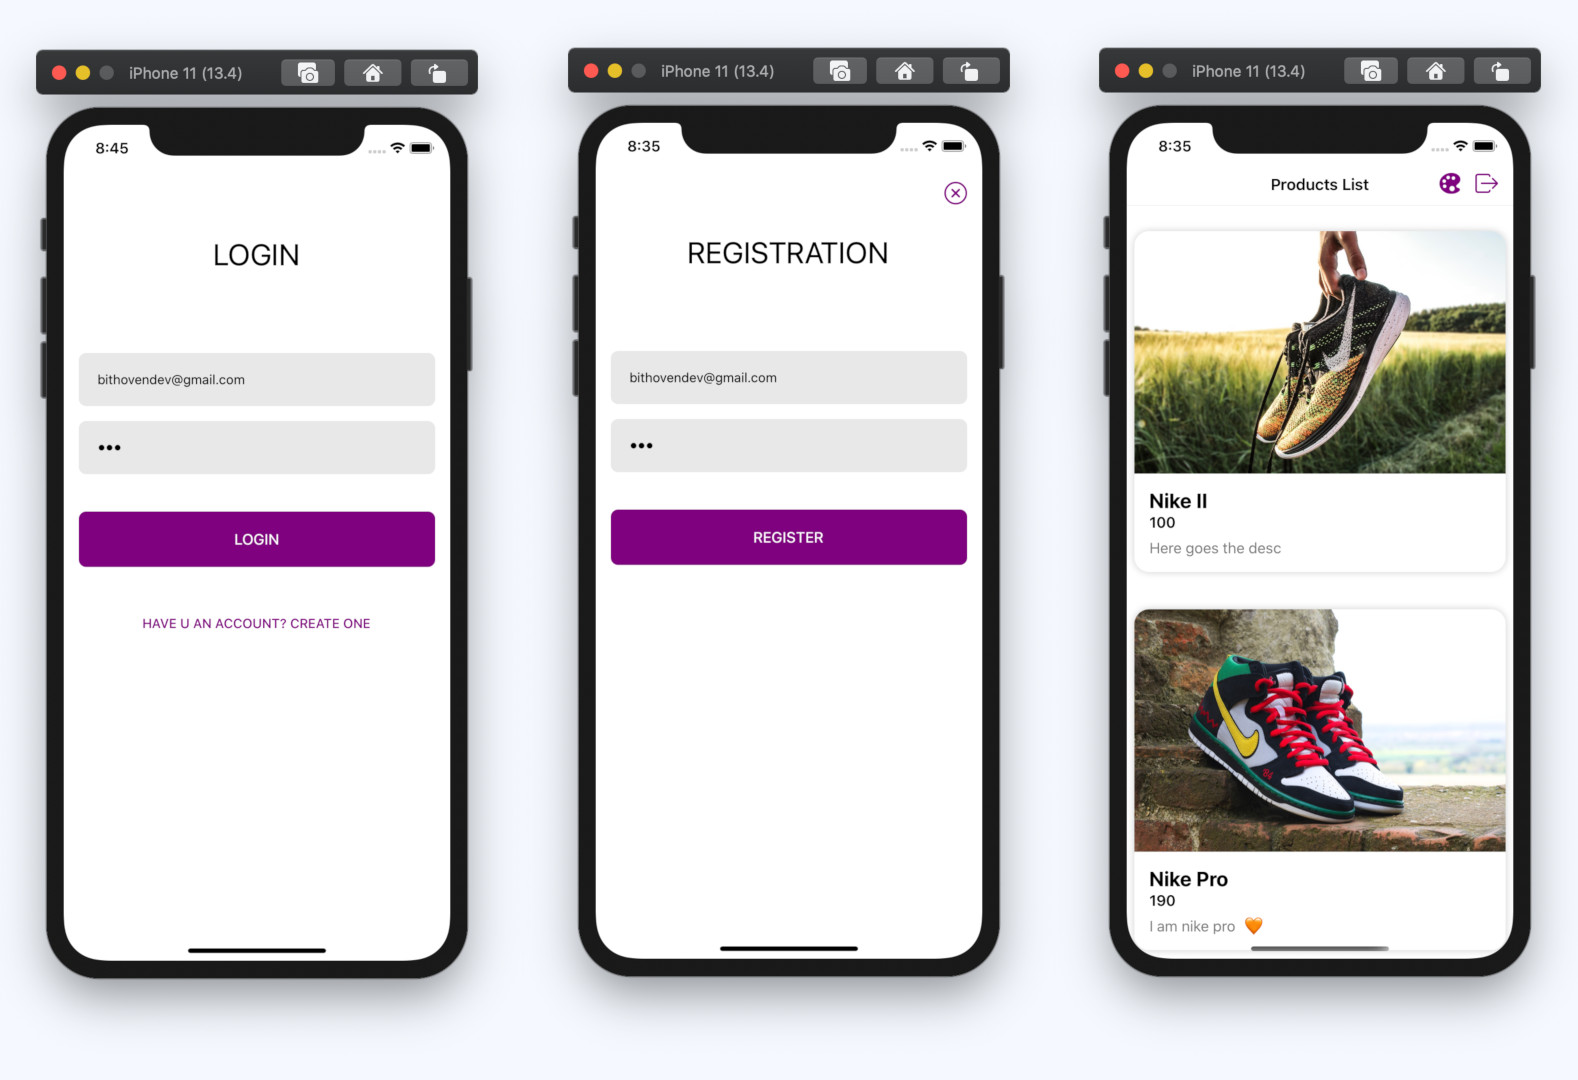 iPhone 11 (13.4)
8:45
LOGIN
bithovendev@gmail.com
•••
LOGIN
HAVE U AN ACCOUNT? CREATE ONE
iPhone 11 (13.4)
8:35
REGISTRATION
bithovendev@gmail.com
•••
REGISTER
iPhone 11 (13.4)
8:35
Products List
Nike II
100
Here goes the desc
Nike Pro
190
I am nike pro 🧡